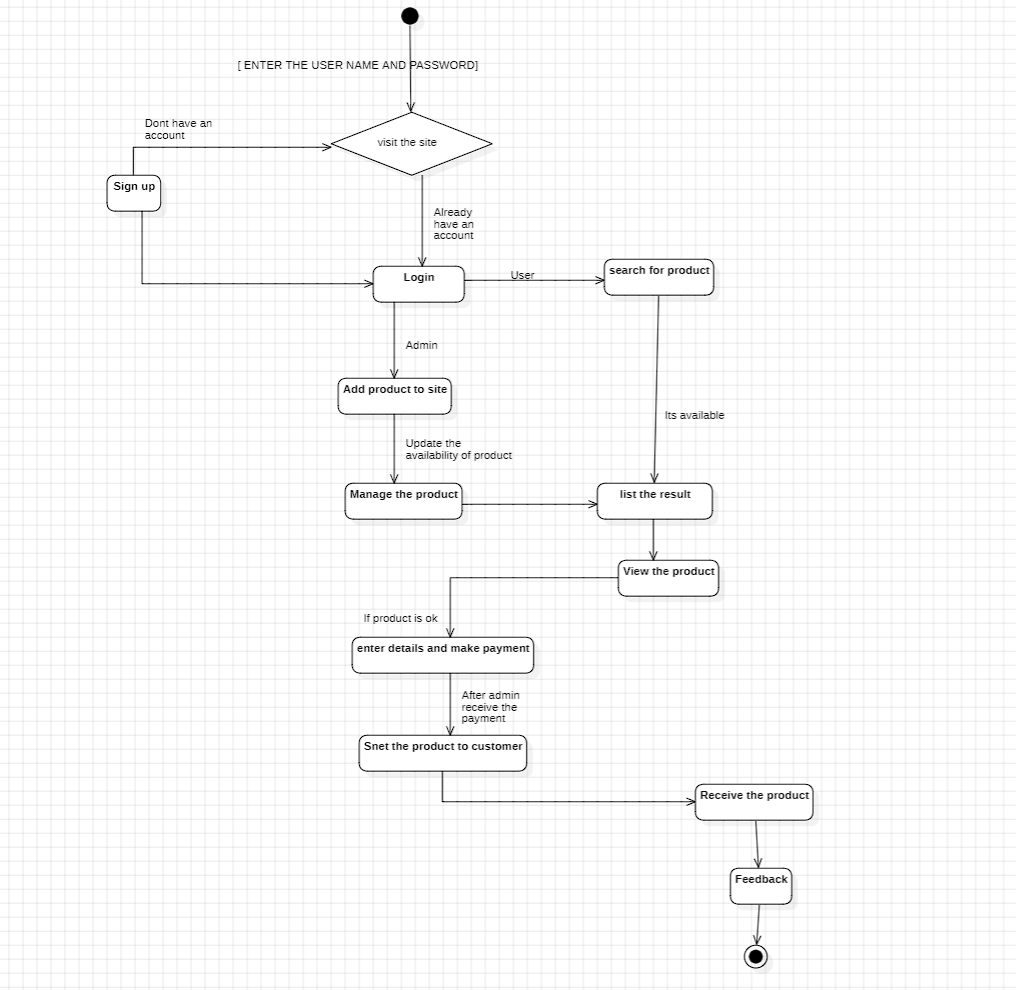 [ ENTER THE USER NAME AND PASSWORD]
Dont have an
account
visit the site
Sign up
Already
have an
account
Login
User
search for product
Admin
Add product to site
Its available
Update the
availability of product
Manage the product
list the result
View the product
If product is ok
enter details and make payment
After admin
receive the
payment
Snet the product to customer
Receive the product
Feedback